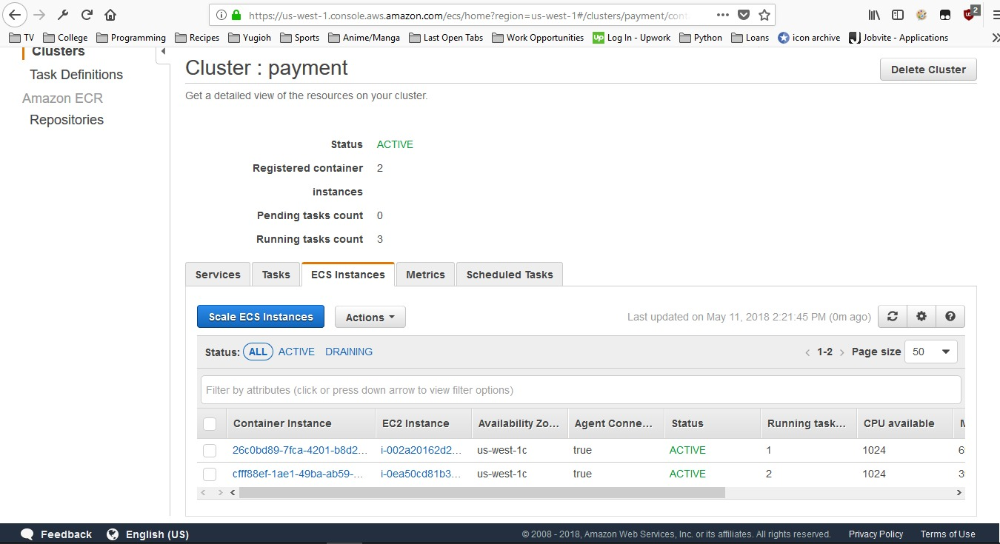 https://us-west-1.console.aws.amazon.com/ecs/home?region=us-west-1#/clusters/payment/cont
2
TV College Programming Recipes Yugioh Sports Anime/Manga Last Open Tabs Work Opportunities Up Log In - Upwork Python Loans icon archive Jobvite - Applications
Clusters
Task Definitions
Amazon ECR
Repositories
Cluster : payment
Delete Cluster
Get a detailed view of the resources on your cluster.
Status ACTIVE
Registered container 2
instances
Pending tasks count 0
Running tasks count 3
Services Tasks ECS Instances Metrics Scheduled Tasks
Scale ECS Instances Actions Last updated on May 11, 2018 2:21:45 PM (0m ago)
Status: ALL ACTIVE DRAINING 1-2 Page size 50
Filter by attributes (click or press down arrow to view filter options)
Container Instance EC2 Instance Availability Zo... Agent Conne... Status Running task... CPU available
26c0bd89-7fca-4201-b8d2... i-002a20162d2... us-west-1c true ACTIVE 1 1024
cfff88ef-1ae1-49ba-ab59-... i-0ea50cd81b3... us-west-1c true ACTIVE 2 1024
Feedback English (US) © 2008 - 2018, Amazon Web Services, Inc. or its affiliates. All rights reserved. Privacy Policy Terms of Use